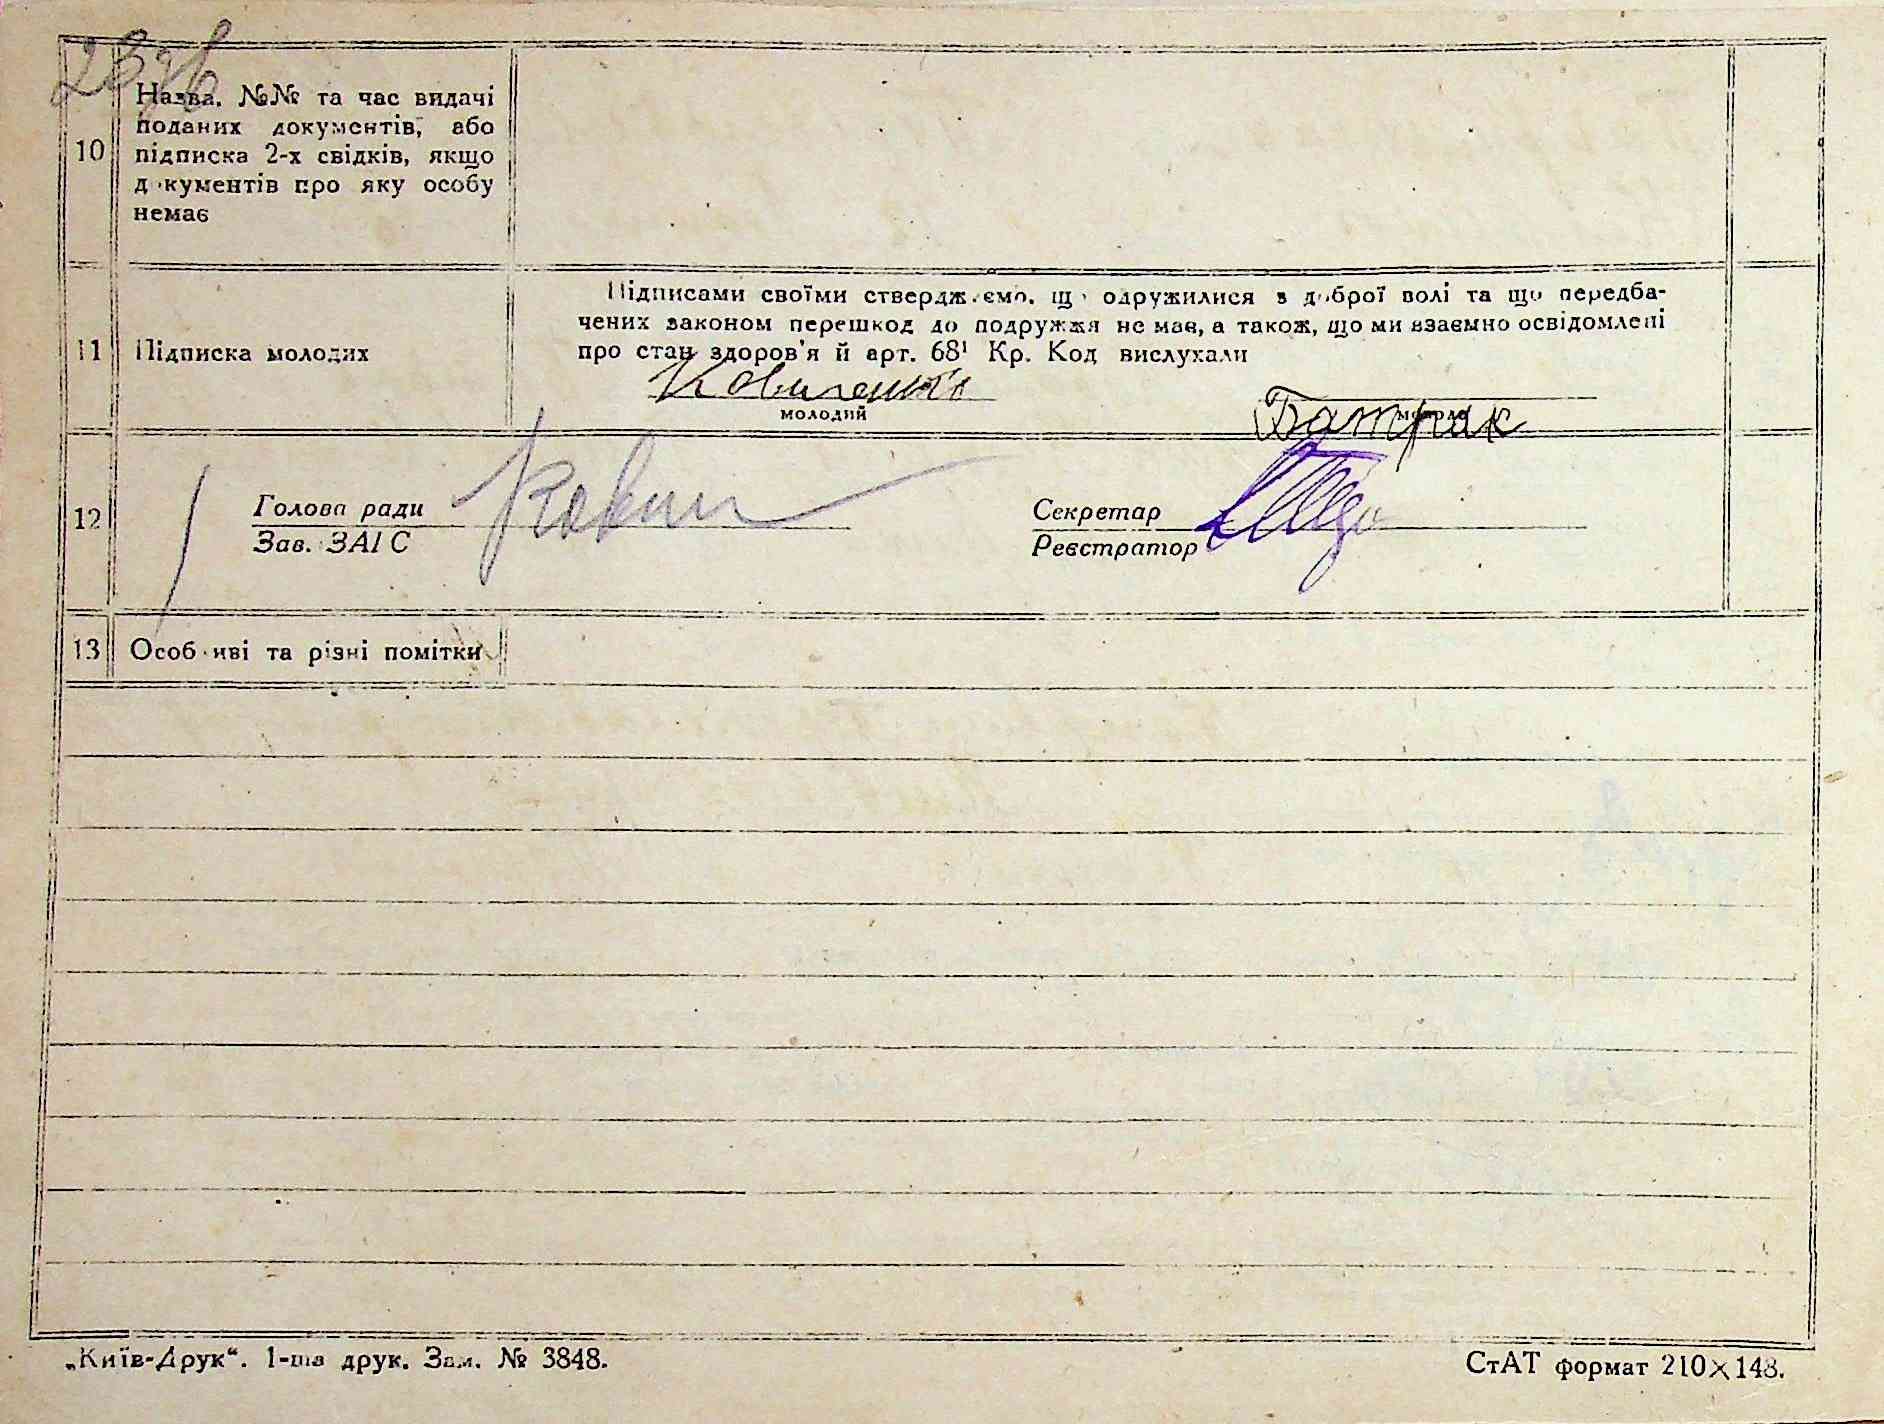 10
Назва. №№ та час видачі
поданих документів, або
підписка 2-х свідків, якщо
д кументів про яку особу
немає
11
Підписка молодих
Підписами своїми стверджуємо, що одружилися з доброї волі та що передба-
чених законом перешкод до подружжя не має, а також, що ми взаємно освідомлені
про стан здоров'я й арт. 68¹ Кр. Код вислухали
молодий
Батрак
молода
12
Голова ради
Зав. ЗАГС
Секретар
Реєстратор
13
Особливі та різні помітки
„Київ-Друк“. 1-ша друк. Зам. № 3848.
СтАТ формат 210×148.